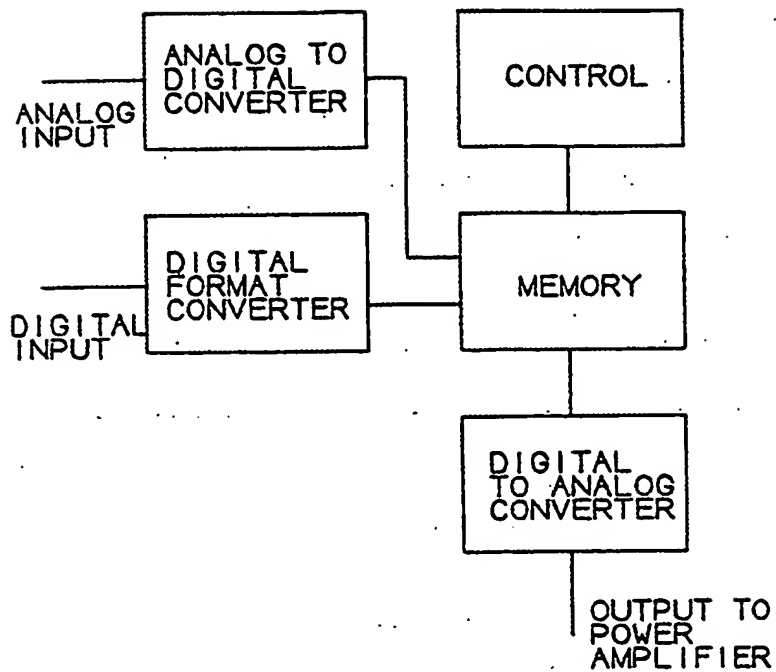 ANALOG TO
DIGITAL
CONVERTER
CONTROL
ANALOG
INPUT
DIGITAL
FORMAT
CONVERTER
MEMORY
DIGITAL
INPUT
DIGITAL
TO ANALOG
CONVERTER
OUTPUT TO
POWER
AMPLIFIER